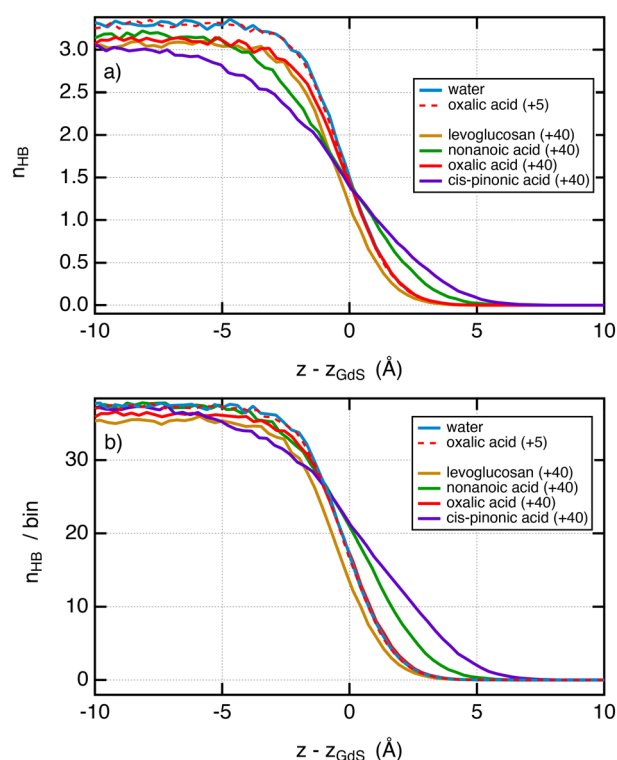 3.0
2.5
2.0
1.5
1.0
0.5
0.0
n_HB
a)
water
oxalic acid (+5)
levoglucosan (+40)
nonanoic acid (+40)
oxalic acid (+40)
cis-pinonic acid (+40)
-10 -5 0 5 10
z - z_GdS (Å)
30
20
10
0
n_HB / bin
b)
water
oxalic acid (+5)
levoglucosan (+40)
nonanoic acid (+40)
oxalic acid (+40)
cis-pinonic acid (+40)
-10 -5 0 5 10
z - z_GdS (Å)